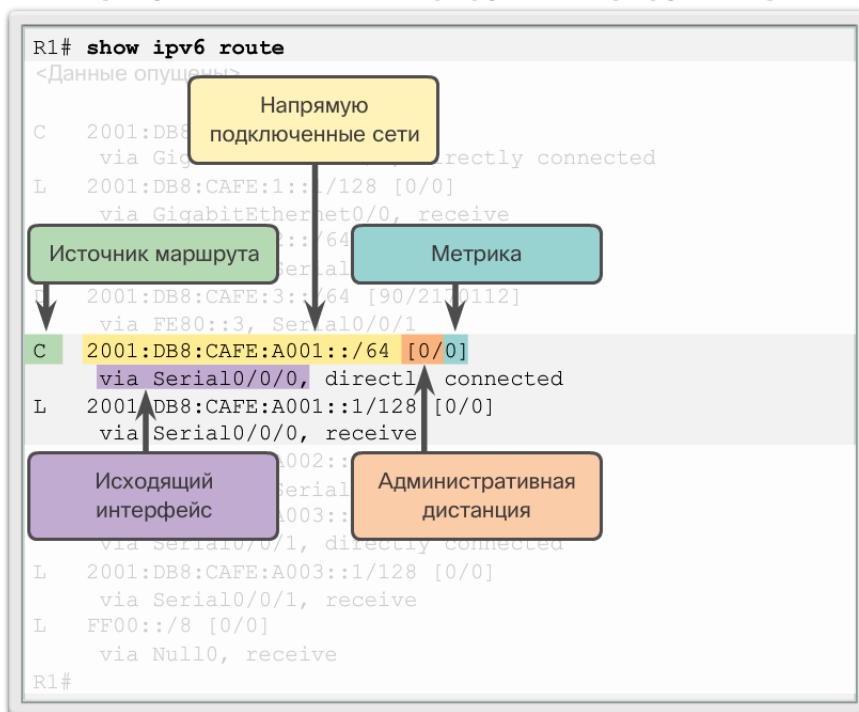 R1# show ipv6 route
<Данные опущены>
Напрямую
подключенные сети
C 2001:DB8
via Gig directly connected
L 2001:DB8:CAFE:1::1/128 [0/0]
via GigabitEthernet0/0, receive
::/64
Источник маршрута
Метрика
Serial
D 2001:DB8:CAFE:3::/64 [90/2170112]
via FE80::3, Serial0/0/1
C 2001:DB8:CAFE:A001::/64 [0/0]
via Serial0/0/0, directly connected
L 2001:DB8:CAFE:A001::1/128 [0/0]
via Serial0/0/0, receive
A002::
Исходящий
интерфейс
Serial
Административная
дистанция
A003::
via Serial0/0/1, directly connected
L 2001:DB8:CAFE:A003::1/128 [0/0]
via Serial0/0/1, receive
L FF00::/8 [0/0]
via Null0, receive
R1#